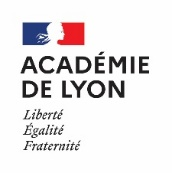 ACADÉMIE
DE LYON
Liberté
Égalité
Fraternité